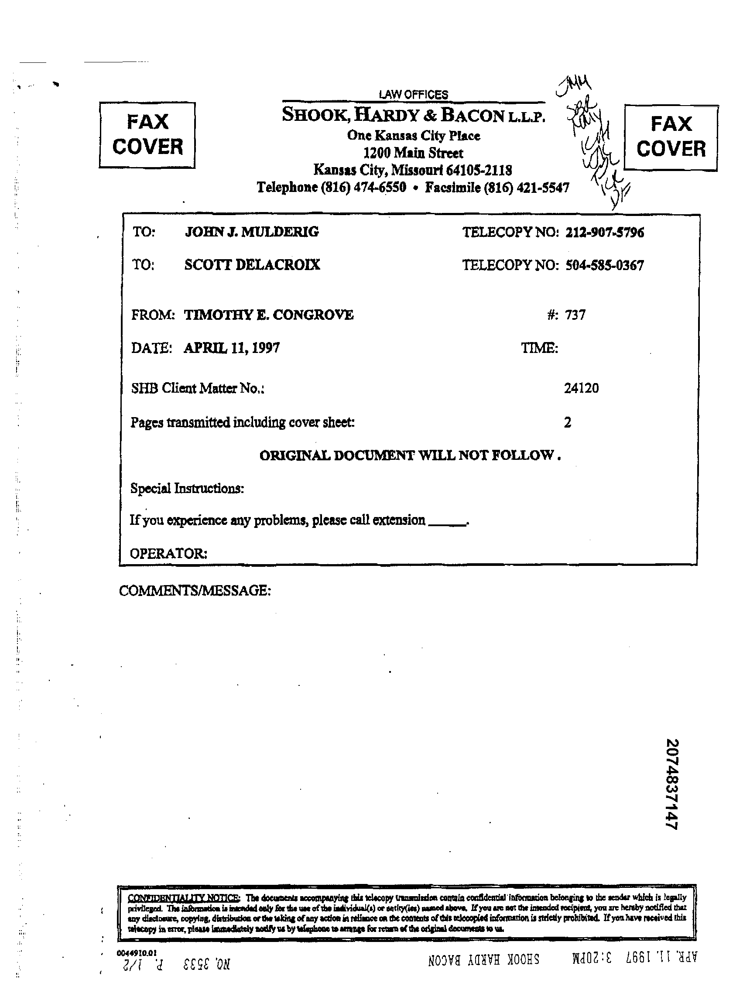 LAW OFFICES
SHOOK, HARDY & BACON L.L.P.
One Kansas City Place
1200 Main Street
Kansas City, Missouri 64105-2118
Telephone (816) 474-6550 • Facsimile (816) 421-5547
FAX
COVER
FAX
COVER
JMM
TO: JOHN J. MULDERIG TELECOPY NO: 212-907-5796
TO: SCOTT DELACROIX TELECOPY NO: 504-585-0367
FROM: TIMOTHY E. CONGROVE #: 737
DATE: APRIL 11, 1997 TIME:
SHB Client Matter No.: 24120
Pages transmitted including cover sheet: 2
ORIGINAL DOCUMENT WILL NOT FOLLOW .
Special Instructions:
If you experience any problems, please call extension _____.
OPERATOR:
COMMENTS/MESSAGE:
2074837147
CONFIDENTIALITY NOTICE: The documents accompanying this telecopy transmission contain confidential information belonging to the sender which is legally
privileged. The information is intended only for the use of the individual(s) or entity(ies) named above. If you are not the intended recipient, you are hereby notified that
any disclosure, copying, distribution or the taking of any action in reliance on the contents of this telecopied information is strictly prohibited. If you have received this
telecopy in error, please immediately notify us by telephone to arrange for return of the original documents to us.
0044910.01
APR. 11. 1997 3:20PM SHOOK HARDY BACON NO. 3533 P. 1/2